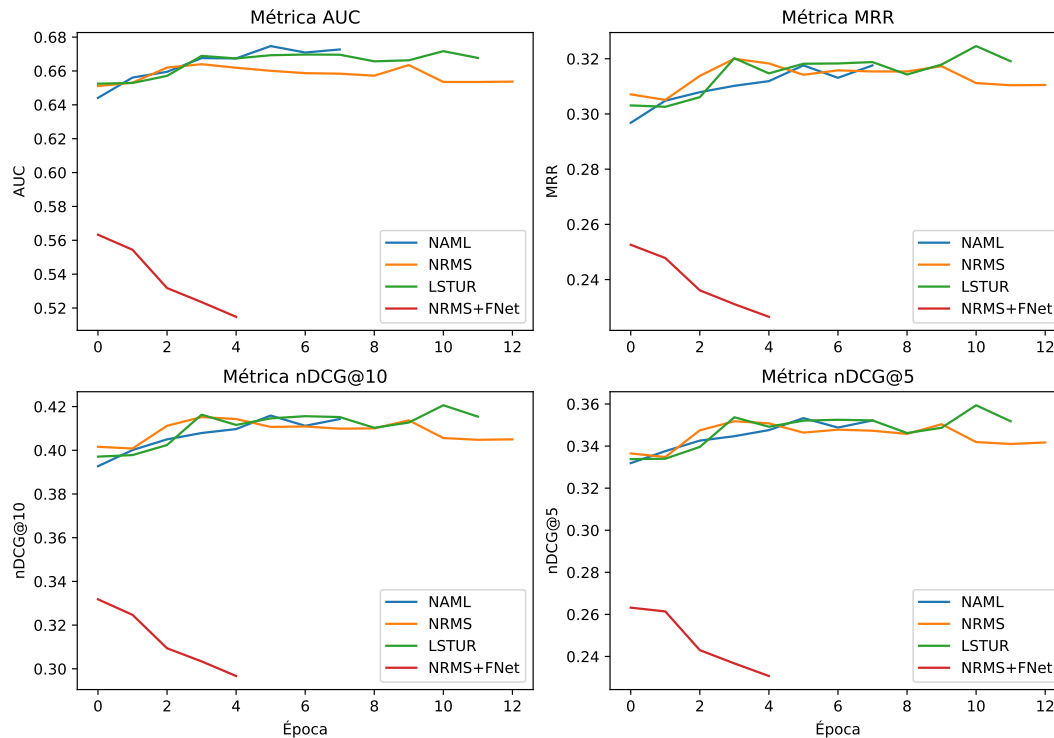 Métrica AUC
AUC
0.68
0.66
0.64
0.62
0.60
0.58
0.56
0.54
0.52
0 2 4 6 8 10 12
NAML
NRMS
LSTUR
NRMS+FNet
Métrica MRR
MRR
0.32
0.30
0.28
0.26
0.24
0 2 4 6 8 10 12
NAML
NRMS
LSTUR
NRMS+FNet
Métrica nDCG@10
nDCG@10
0.42
0.40
0.38
0.36
0.34
0.32
0.30
0 2 4 6 8 10 12
Época
NAML
NRMS
LSTUR
NRMS+FNet
Métrica nDCG@5
nDCG@5
0.36
0.34
0.32
0.30
0.28
0.26
0.24
0 2 4 6 8 10 12
Época
NAML
NRMS
LSTUR
NRMS+FNet